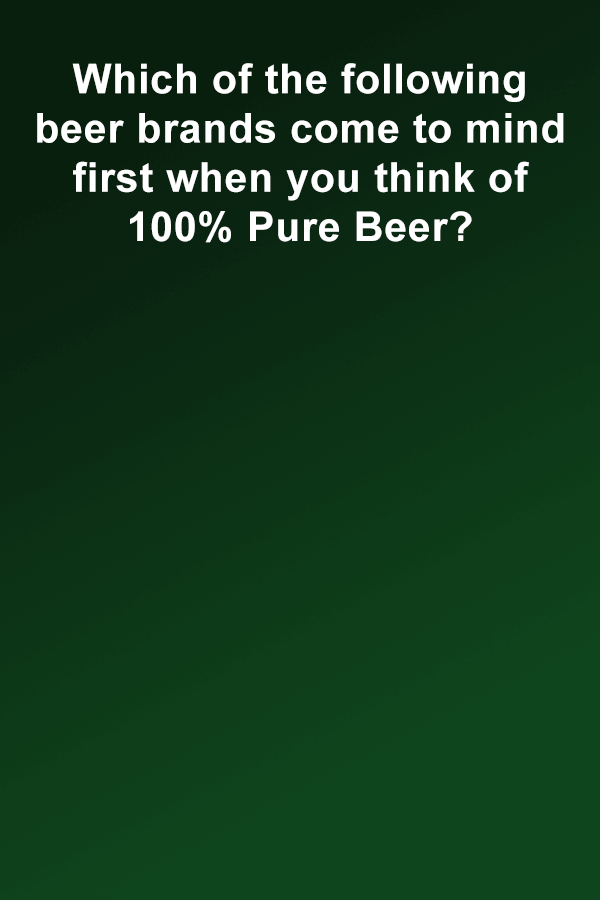 Which of the following
beer brands come to mind
first when you think of
100% Pure Beer?